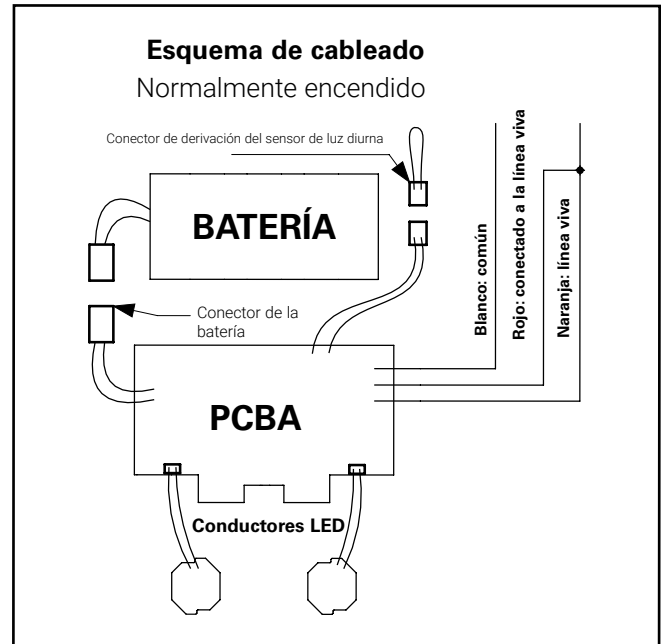 Esquema de cableado
Normalmente encendido
Conector de derivación del sensor de luz diurna
BATERÍA
Conector de la
batería
Blanco: común
Rojo: conectado a la línea viva
Naranja: línea viva
PCBA
Conductores LED